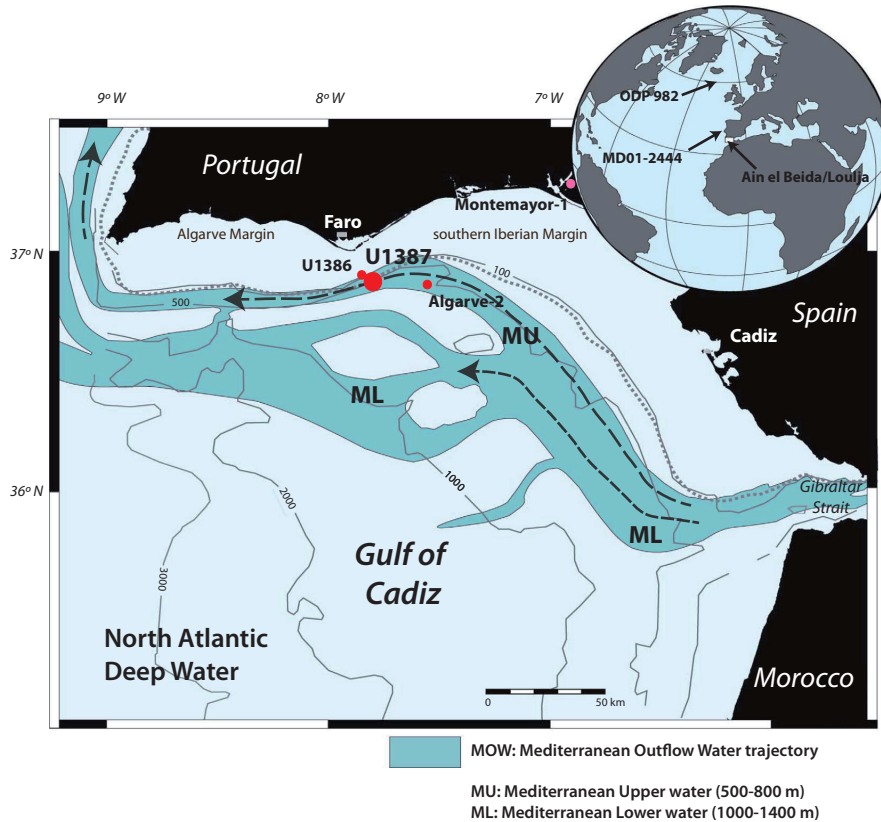 9° W
8° W
7° W
ODP 982
MD01-2444
Ain el Beida/Loulja
Portugal
Montemayor-1
Faro
Algarve Margin
southern Iberian Margin
37° N
U1386
U1387
100
500
Algarve-2
Spain
MU
Cadiz
ML
36° N
1000
2000
Gibraltar
Strait
ML
3000
Gulf of
Cadiz
North Atlantic
Deep Water
Morocco
0
50 km
MOW: Mediterranean Outflow Water trajectory
MU: Mediterranean Upper water (500-800 m)
ML: Mediterranean Lower water (1000-1400 m)